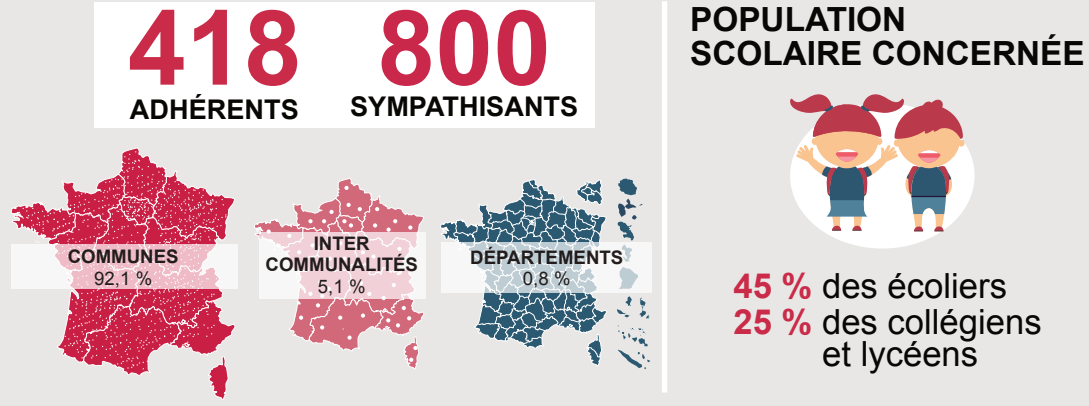 418
ADHÉRENTS
800
SYMPATHISANTS
COMMUNES
92,1 %
INTER
COMMUNALITÉS
5,1 %
DÉPARTEMENTS
0,8 %
POPULATION
SCOLAIRE CONCERNÉE
45 % des écoliers
25 % des collégiens
et lycéens